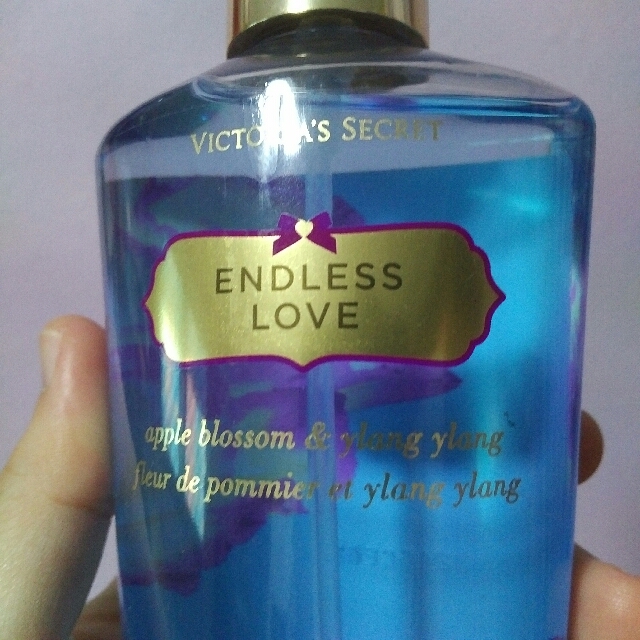 VICTORIA'S SECRET
ENDLESS
LOVE
apple blossom & ylang ylang
fleur de pommier et ylang ylang